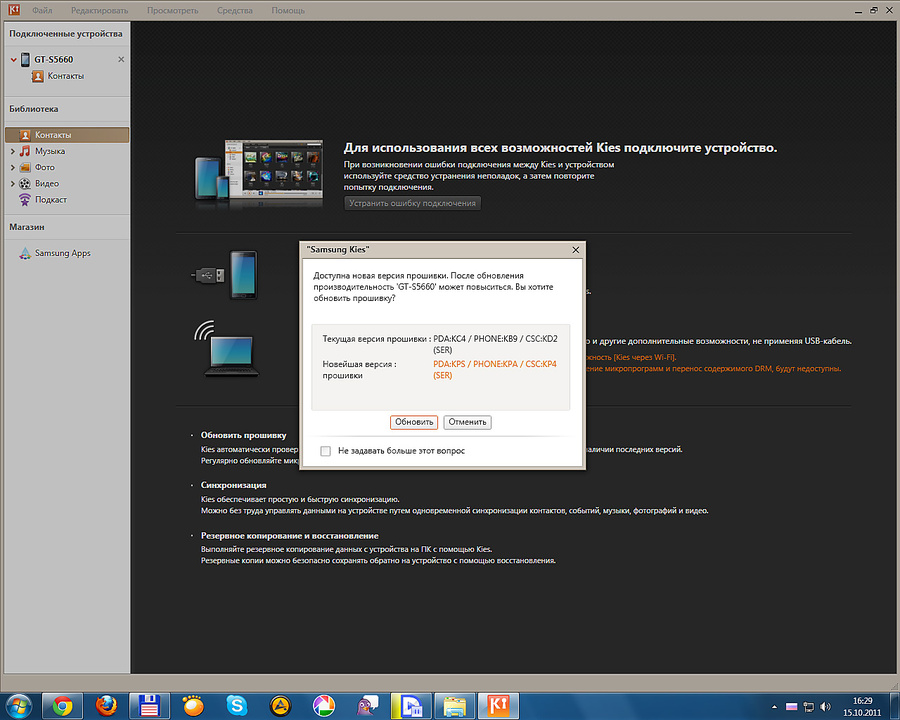 Файл Редактировать Просмотреть Средства Помощь
Подключенные устройства
GT-S5660
Контакты
Библиотека
Контакты
Музыка
Фото
Видео
Подкаст
Магазин
Samsung Apps
Для использования всех возможностей Kies подключите устройство.
При возникновении ошибки подключения между Kies и устройством
используйте средство устранения неполадок, а затем повторите
попытку подключения.
Устранить ошибку подключения
"Samsung Kies"
Доступна новая версия прошивки. После обновления
производительность 'GT-S5660' может повыситься. Вы хотите
обновить прошивку?
Текущая версия прошивки : PDA:KC4 / PHONE:KB9 / CSC:KD2
(SER)
Новейшая версия : PDA:KPS / PHONE:KPA / CSC:KP4
прошивки (SER)
Обновить Отменить
Не задавать больше этот вопрос
о и другие дополнительные возможности, не применяя USB-кабель.
жность [Kies через Wi-Fi].
ение микропрограмм и перенос содержимого DRM, будут недоступны.
· Обновить прошивку
Kies автоматически провер аличии последних версий.
Регулярно обновляйте мик
· Синхронизация
Kies обеспечивает простую и быструю синхронизацию.
Можно без труда управлять данными на устройстве путем одновременной синхронизации контактов, событий, музыки, фотографий и видео.
· Резервное копирование и восстановление
Выполняйте резервное копирование данных с устройства на ПК с помощью Kies.
Резервные копии можно безопасно сохранять обратно на устройство с помощью восстановления.
16:29
15.10.2011